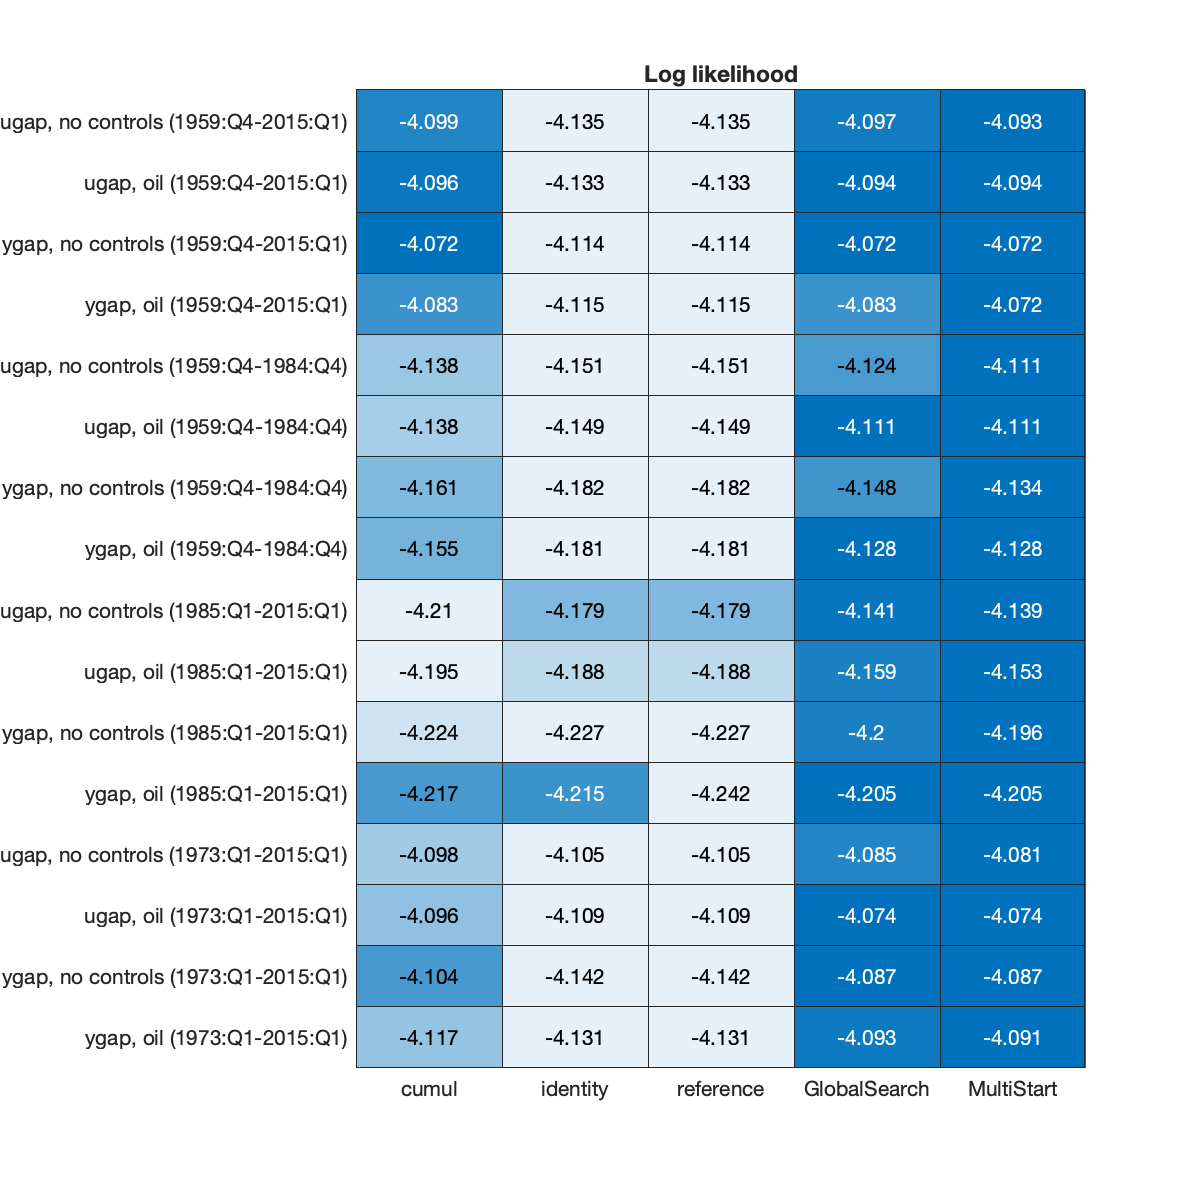 Log likelihood
ugap, no controls (1959:Q4-2015:Q1) -4.099 -4.135 -4.135 -4.097 -4.093
ugap, oil (1959:Q4-2015:Q1) -4.096 -4.133 -4.133 -4.094 -4.094
ygap, no controls (1959:Q4-2015:Q1) -4.072 -4.114 -4.114 -4.072 -4.072
ygap, oil (1959:Q4-2015:Q1) -4.083 -4.115 -4.115 -4.083 -4.072
ugap, no controls (1959:Q4-1984:Q4) -4.138 -4.151 -4.151 -4.124 -4.111
ugap, oil (1959:Q4-1984:Q4) -4.138 -4.149 -4.149 -4.111 -4.111
ygap, no controls (1959:Q4-1984:Q4) -4.161 -4.182 -4.182 -4.148 -4.134
ygap, oil (1959:Q4-1984:Q4) -4.155 -4.181 -4.181 -4.128 -4.128
ugap, no controls (1985:Q1-2015:Q1) -4.21 -4.179 -4.179 -4.141 -4.139
ugap, oil (1985:Q1-2015:Q1) -4.195 -4.188 -4.188 -4.159 -4.153
ygap, no controls (1985:Q1-2015:Q1) -4.224 -4.227 -4.227 -4.2 -4.196
ygap, oil (1985:Q1-2015:Q1) -4.217 -4.215 -4.242 -4.205 -4.205
ugap, no controls (1973:Q1-2015:Q1) -4.098 -4.105 -4.105 -4.085 -4.081
ugap, oil (1973:Q1-2015:Q1) -4.096 -4.109 -4.109 -4.074 -4.074
ygap, no controls (1973:Q1-2015:Q1) -4.104 -4.142 -4.142 -4.087 -4.087
ygap, oil (1973:Q1-2015:Q1) -4.117 -4.131 -4.131 -4.093 -4.091
cumul identity reference GlobalSearch MultiStart